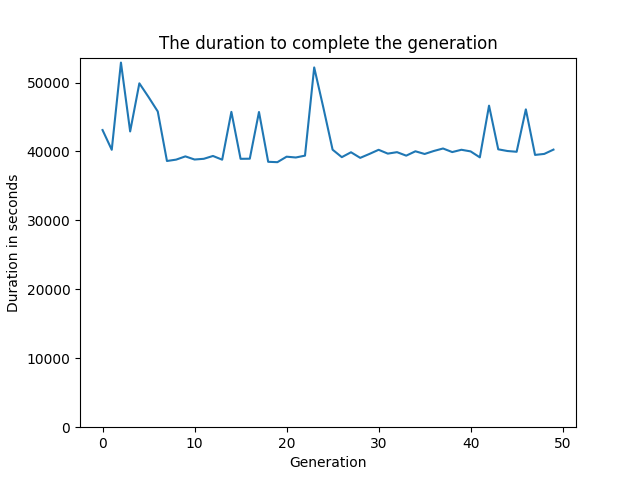 The duration to complete the generation
Duration in seconds
50000
40000
30000
20000
10000
0
0 10 20 30 40 50
Generation